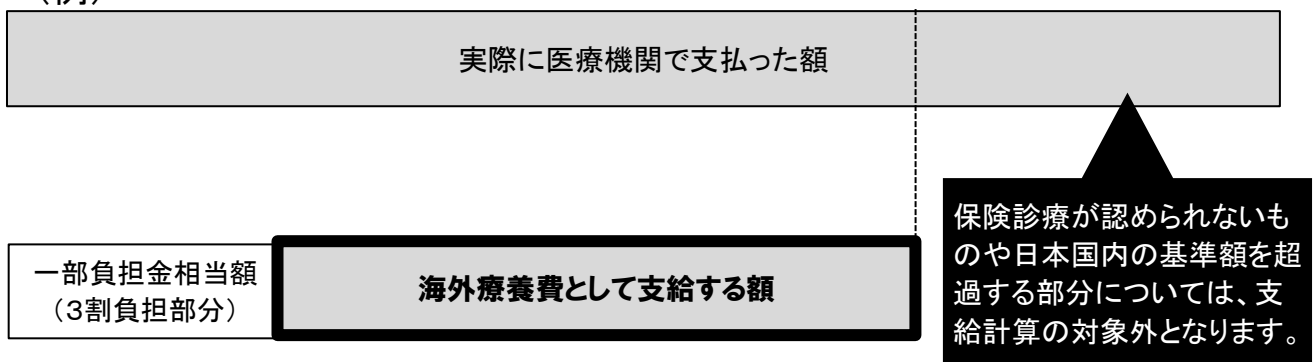 （例）
実際に医療機関で支払った額
保険診療が認められないも
のや日本国内の基準額を超
過する部分については、支
給計算の対象外となります。
一部負担金相当額
（３割負担部分）
海外療養費として支給する額